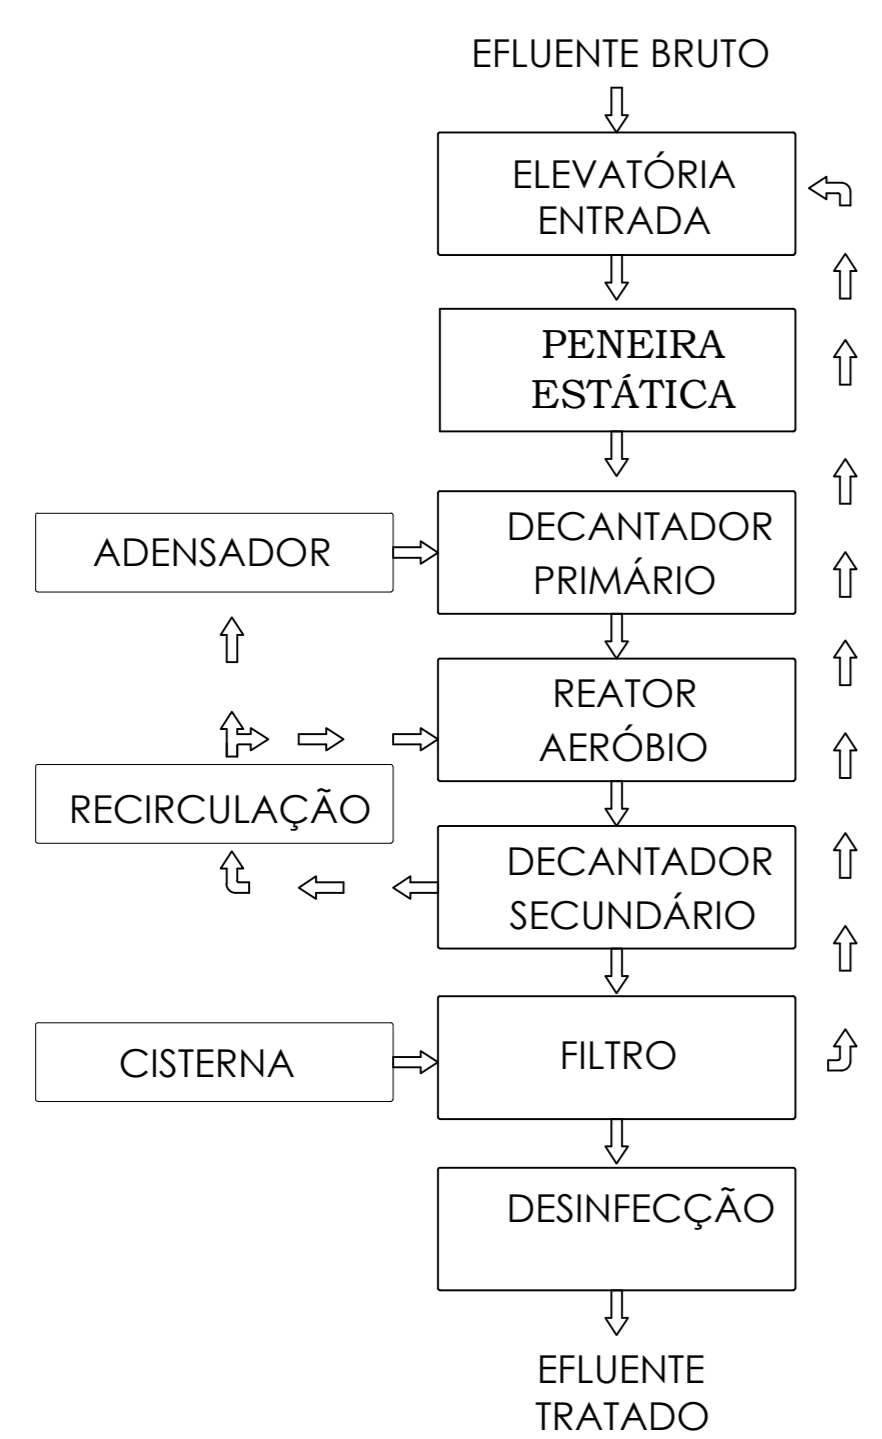 EFLUENTE BRUTO
ELEVATÓRIA
ENTRADA
PENEIRA
ESTÁTICA
ADENSADOR
DECANTADOR
PRIMÁRIO
REATOR
AERÓBIO
RECIRCULAÇÃO
DECANTADOR
SECUNDÁRIO
CISTERNA
FILTRO
DESINFECÇÃO
EFLUENTE
TRATADO